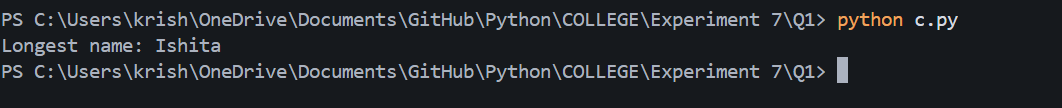 PS C:\Users\krish\OneDrive\Documents\GitHub\Python\COLLEGE\Experiment 7\Q1> python c.py
Longest name: Ishita
PS C:\Users\krish\OneDrive\Documents\GitHub\Python\COLLEGE\Experiment 7\Q1>